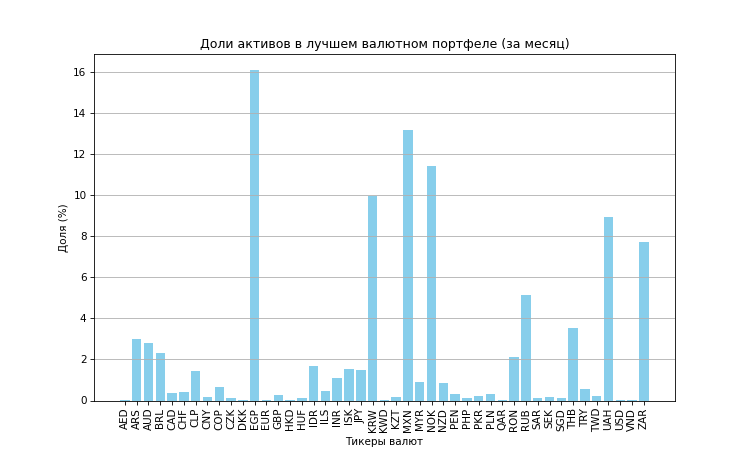 Доли активов в лучшем валютном портфеле (за месяц)
Доля (%)
16
14
12
10
8
6
4
2
0
AED ARS AUD BRL CAD CHF CLP CNY COP CZK DKK EGP EUR GBP HKD HUF IDR ILS INR ISK JPY KRW KWD KZT MXN MYR NOK NZD PEN PHP PKR PLN QAR RON RUB SAR SEK SGD THB TRY TWD UAH USD VND ZAR
Тикеры валют